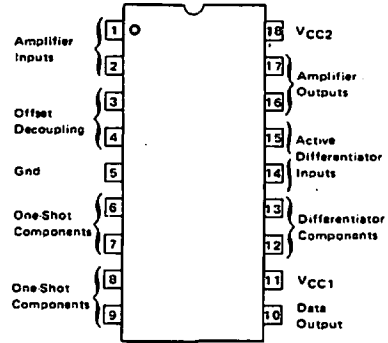 Amplifier
Inputs
1
2
Offset
Decoupling
3
4
Gnd
5
One-Shot
Components
6
7
One-Shot
Components
8
9
18
VCC2
17
16
Amplifier
Outputs
15
14
Active
Differentiator
Inputs
13
12
Differentiator
Components
11
VCC1
10
Data
Output